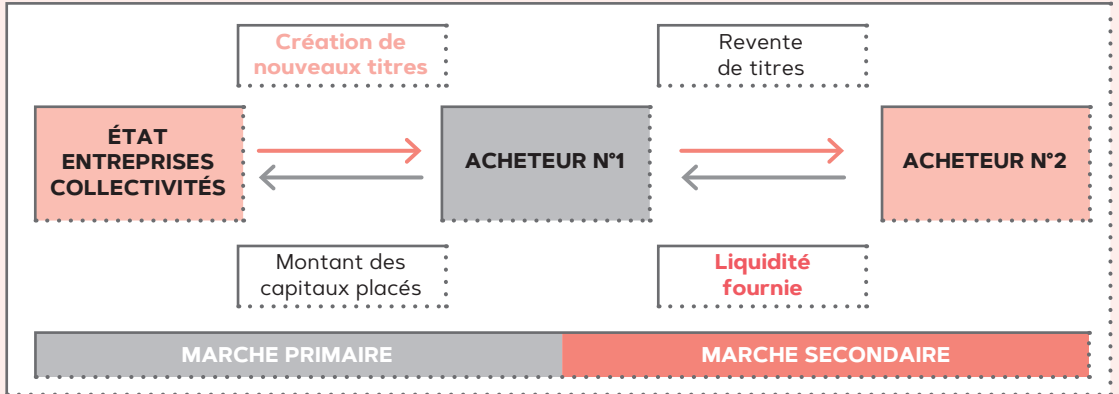 Création de
nouveaux titres
Revente
de titres
ÉTAT
ENTREPRISES
COLLECTIVITÉS
ACHETEUR N°1
ACHETEUR N°2
Montant des
capitaux placés
Liquidité
fournie
MARCHE PRIMAIRE
MARCHE SECONDAIRE